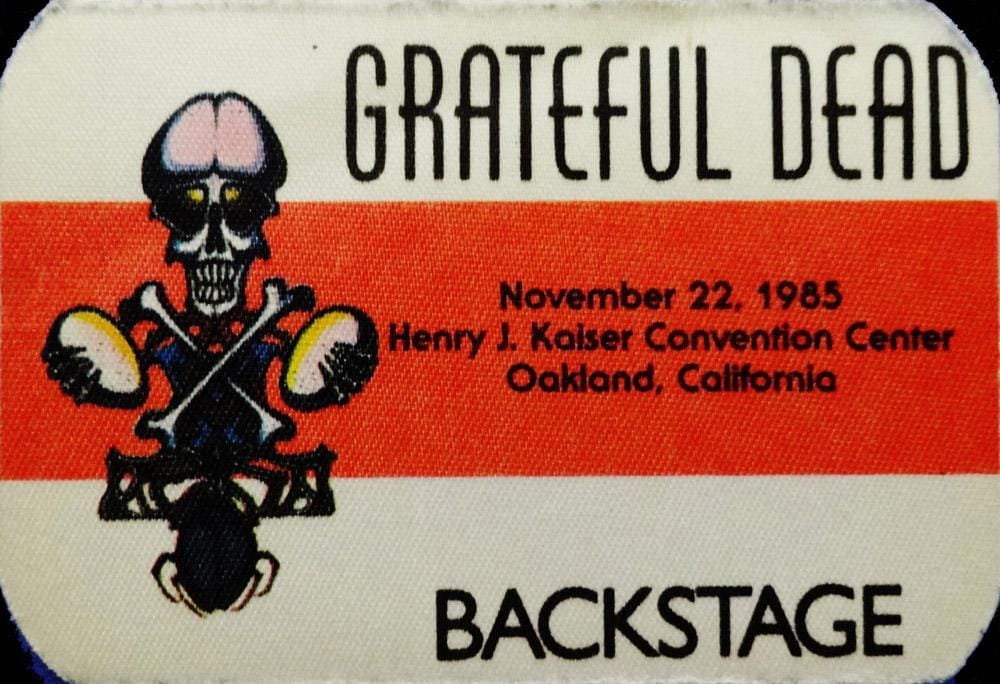 GRATEFUL DEAD
November 22, 1985
Henry J. Kaiser Convention Center
Oakland, California
BACKSTAGE